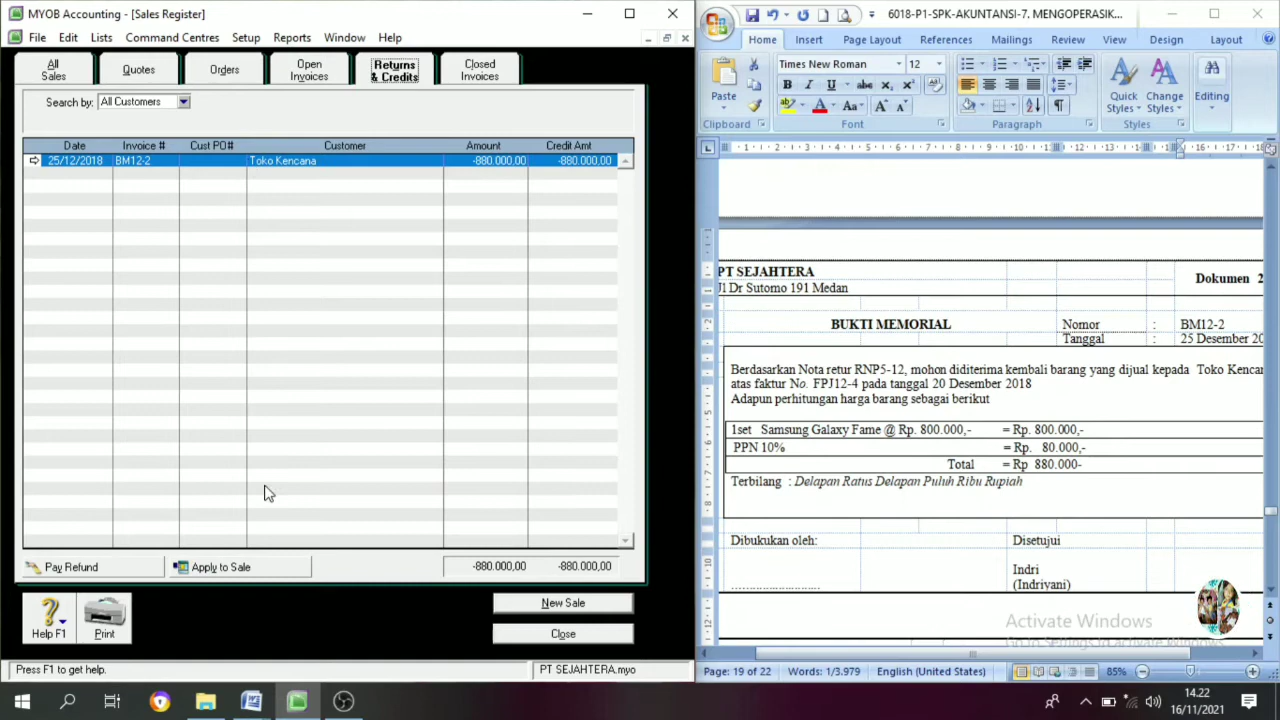 MYOB Accounting - [Sales Register]
File Edit Lists Command Centres Setup Reports Window Help
All Sales
Quotes
Orders
Open Invoices
Returns & Credits
Closed Invoices
Search by: All Customers
Date Invoice # Cust PO# Customer Amount Credit Amt
25/12/2018 BM12-2 Toko Kencana -880.000,00 -880.000,00
Pay Refund Apply to Sale -880.000,00 -880.000,00
Help F1 Print
New Sale
Close
Press F1 to get help. PT SEJAHTERA.myo
6018-P1-SPK-AKUNTANSI-7. MENGOPERASIK...
Home Insert Page Layout References Mailings Review View Design Layout
Paste
Times New Roman 12
Quick Styles
Change Styles
Editing
Clipboard Font Paragraph Styles
PT SEJAHTERA
Jl Dr Sutomo 191 Medan
Dokumen 2
BUKTI MEMORIAL
Nomor : BM12-2
Tanggal : 25 Desember 20
Berdasarkan Nota retur RNP5-12, mohon diditerima kembali barang yang dijual kepada Toko Kencan
atas faktur No. FPJ12-4 pada tanggal 20 Desember 2018
Adapun perhitungan harga barang sebagai berikut
1set Samsung Galaxy Fame @ Rp. 800.000,- = Rp. 800.000,-
PPN 10% = Rp. 80.000,-
Total = Rp 880.000-
Terbilang : Delapan Ratus Delapan Puluh Ribu Rupiah
Dibukukan oleh: Disetujui
Indri
(Indriyani)
Activate Windows
Go to Settings to activate Windows.
Page: 19 of 22 Words: 1/3.979 English (United States) 85%
14.22
16/11/2021